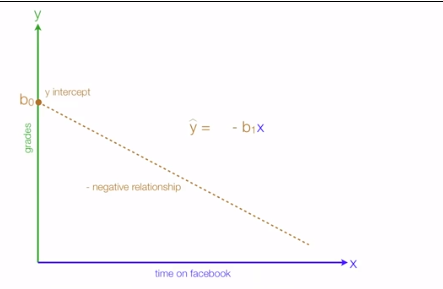 y
b₀
y intercept
ŷ = - b₁x
grades
- negative relationship
x
time on facebook